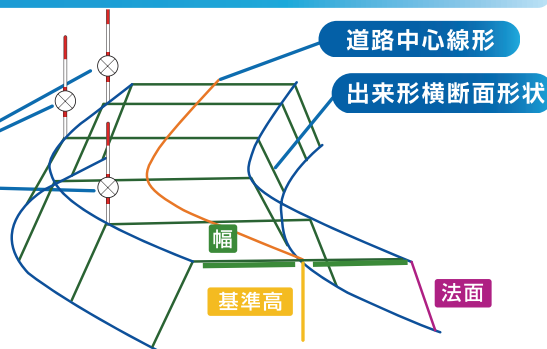 道路中心線形
出来形横断面形状
幅
基準高
法面